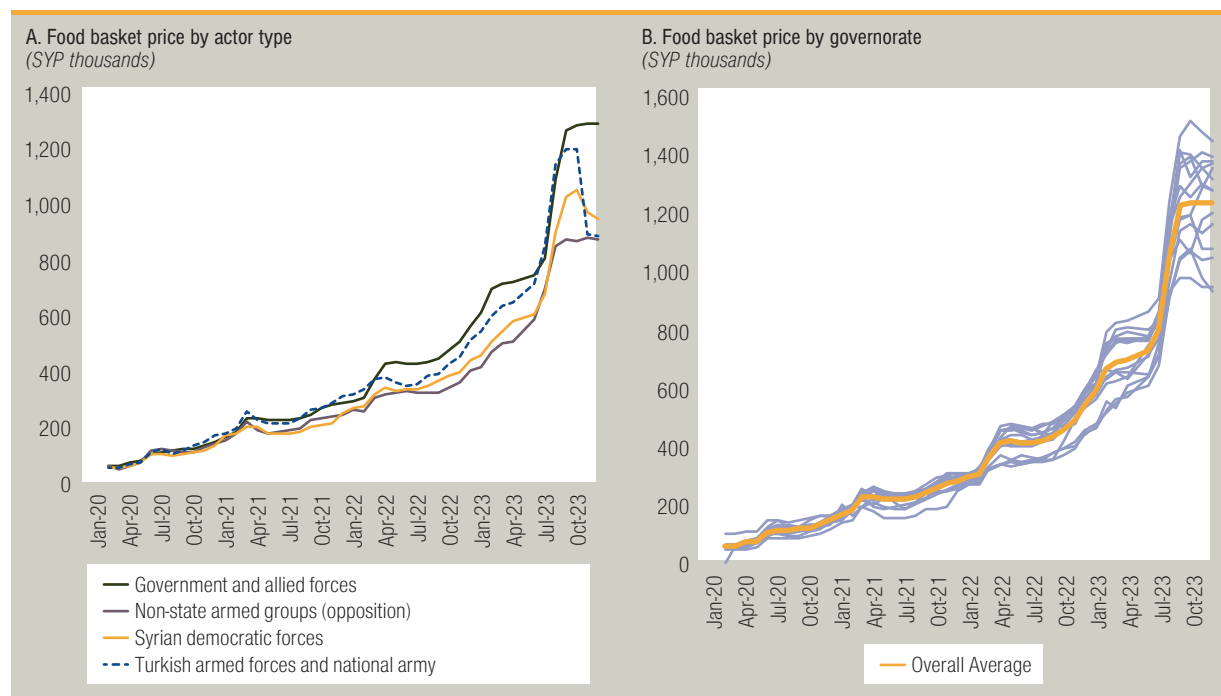 A. Food basket price by actor type
(SYP thousands)
1,400
1,200
1,000
800
600
400
200
0
Jan-20
Apr-20
Jul-20
Oct-20
Jan-21
Apr-21
Jul-21
Oct-21
Jan-22
Apr-22
Jul-22
Oct-22
Jan-23
Apr-23
Jul-23
Oct-23
Government and allied forces
Non-state armed groups (opposition)
Syrian democratic forces
Turkish armed forces and national army
B. Food basket price by governorate
(SYP thousands)
1,600
1,400
1,200
1,000
800
600
400
200
0
Jan-20
Apr-20
Jul-20
Oct-20
Jan-21
Apr-21
Jul-21
Oct-21
Jan-22
Apr-22
Jul-22
Oct-22
Jan-23
Apr-23
Jul-23
Oct-23
Overall Average